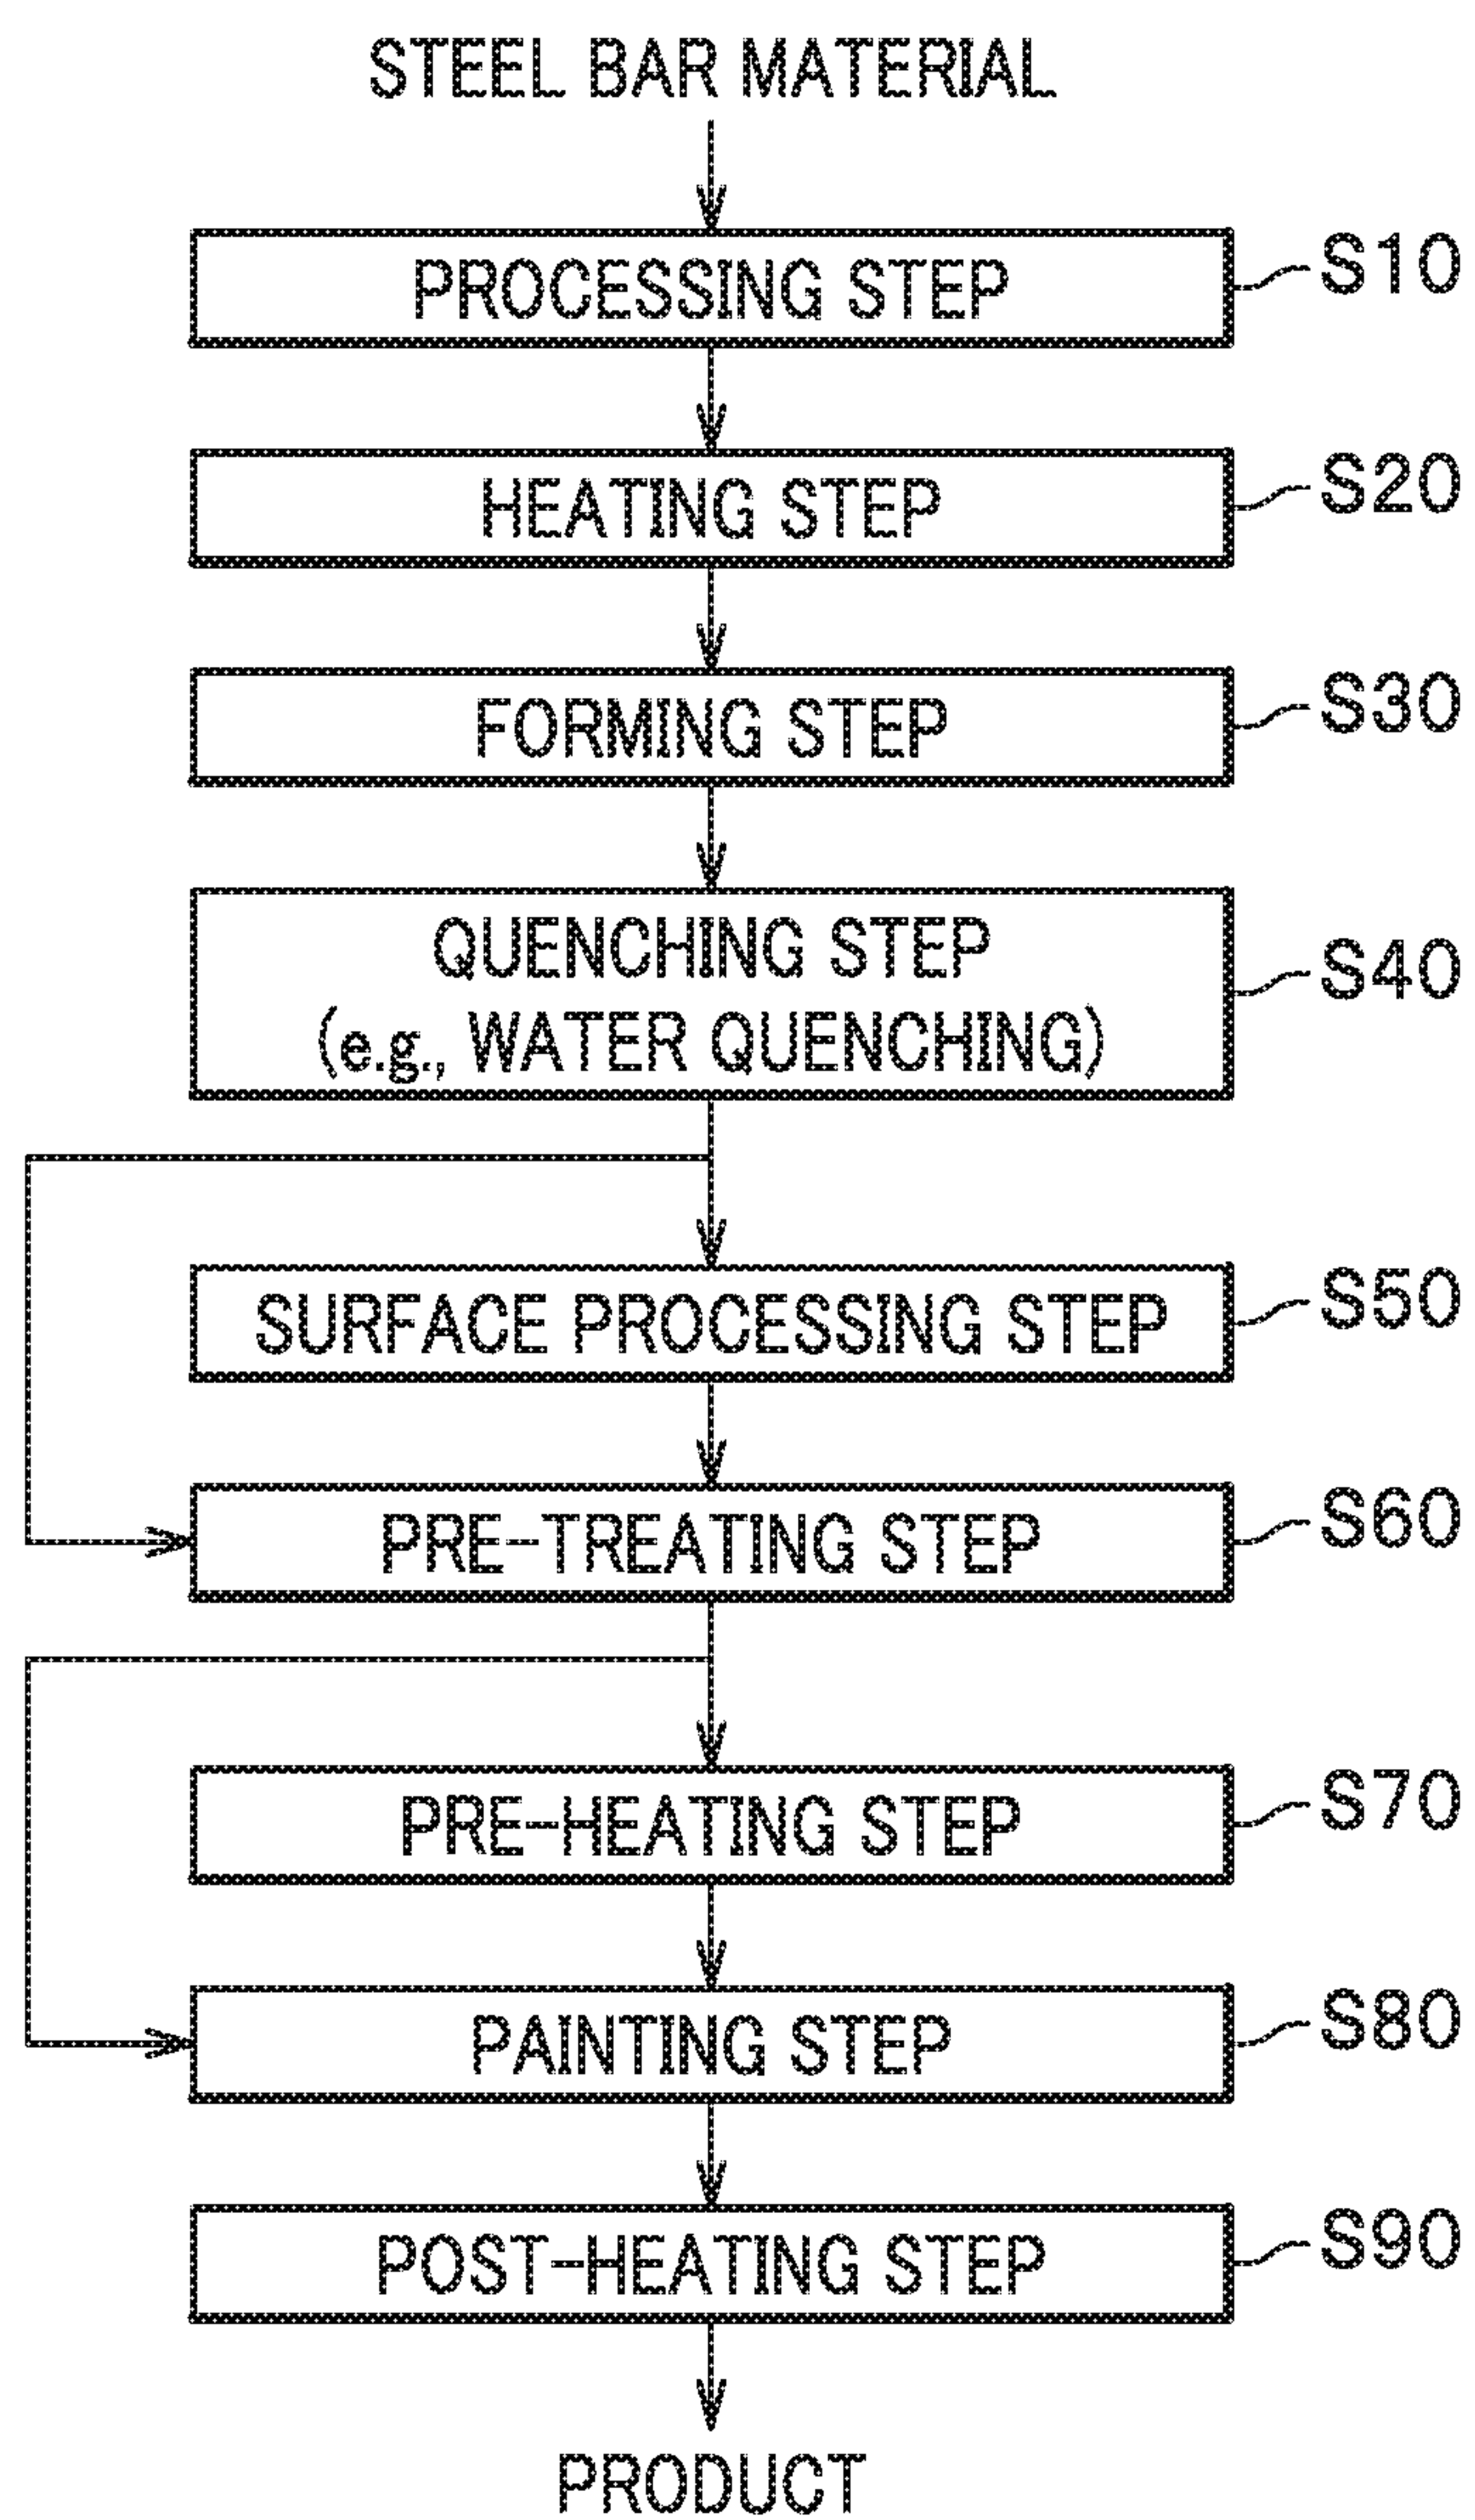 STEEL BAR MATERIAL
PROCESSING STEP
S10
HEATING STEP
S20
FORMING STEP
S30
QUENCHING STEP
(e.g., WATER QUENCHING)
S40
SURFACE PROCESSING STEP
S50
PRE-TREATING STEP
S60
PRE-HEATING STEP
S70
PAINTING STEP
S80
POST-HEATING STEP
S90
PRODUCT